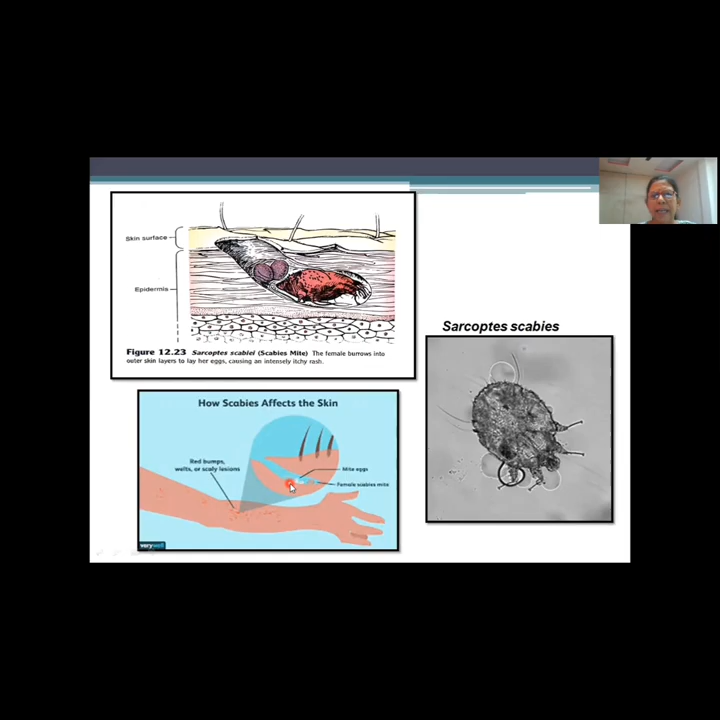 Skin surface
Epidermis
Figure 12.23 Sarcoptes scabiei (Scabies Mite) The female burrows into
outer skin layers to lay her eggs, causing an intensely itchy rash.
Sarcoptes scabies
How Scabies Affects the Skin
Red bumps,
welts, or scaly lesions
Mite eggs
Female scabies mite
verywell